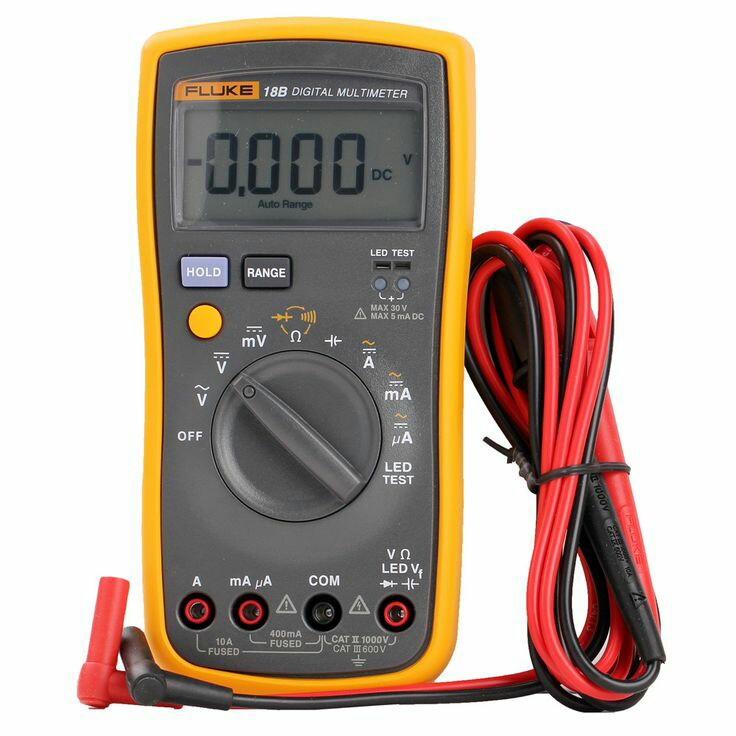 FLUKE 18B DIGITAL MULTIMETER
-0.000 DC V
Auto Range
LED TEST
HOLD RANGE
+
MAX 30 V
MAX 5 mA DC
mV Ω
V A
V mA
OFF μA
LED
TEST
V Ω
A mA μA COM LED Vf
10A
FUSED
400mA
FUSED
CAT II 1000V
CAT III 600V
FLUKE
1000V